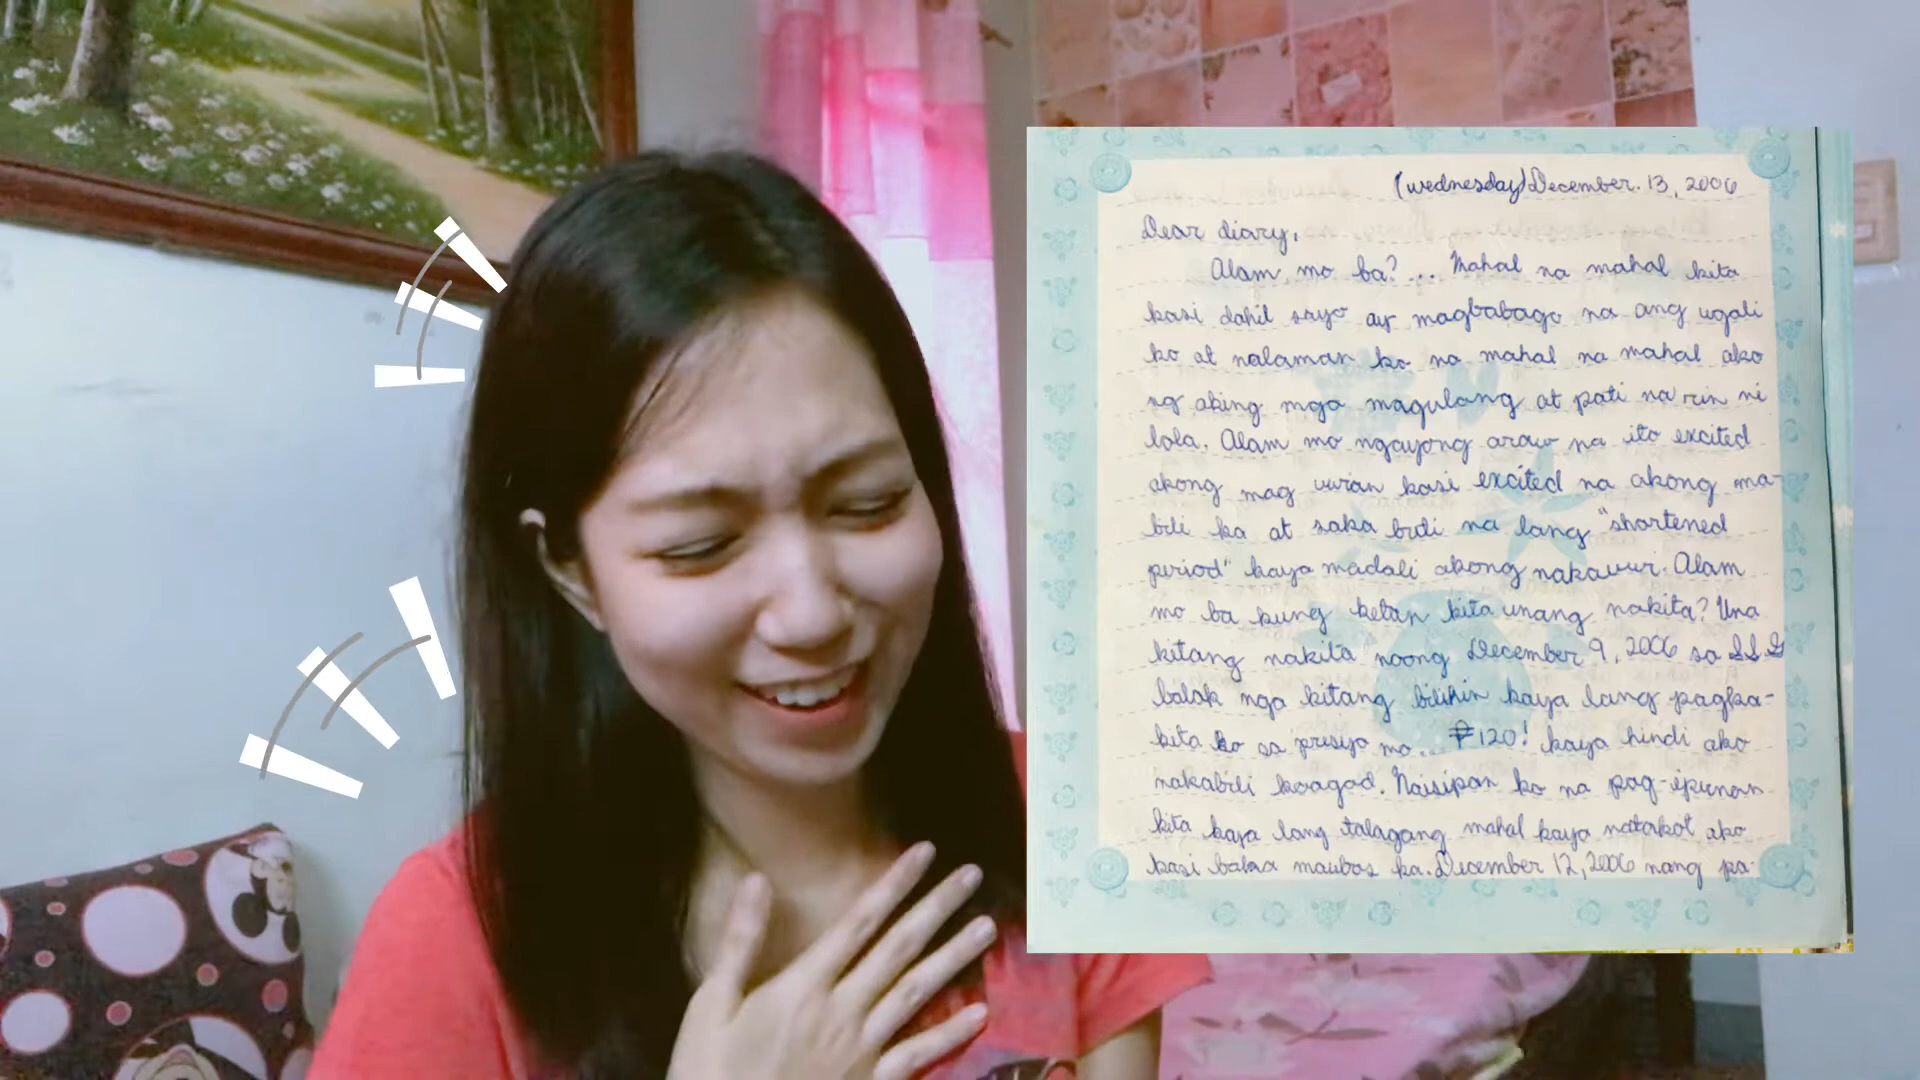 (wednesday) December. 13, 2006
Dear diary,
Alam mo ba? ... Mahal na mahal kita
kasi dahil sayo ay magbabago na ang ugali
ko at nalaman ko na mahal na mahal ako
ng aking mga magulang at pati na rin ni
lola. Alam mo ngayong araw na ito excited
akong mag uwian kasi excited na akong ma-
bili ka at saka buti na lang "shortened
period" kaya madali akong nakauwi. Alam
mo ba kung kelan kita unang nakita? Una
kitang nakita noong December 9, 2006 sa
balak nga kitang bilihin kaya lang pagka-
kita ko sa presyo mo... ₱120! kaya hindi ako
nakabili kaagad. Naisipan ko na pag-ipunan
kita kaya lang talagang mahal kaya natakot ako
kasi baka maubos ka. December 12, 2006 nang pa-